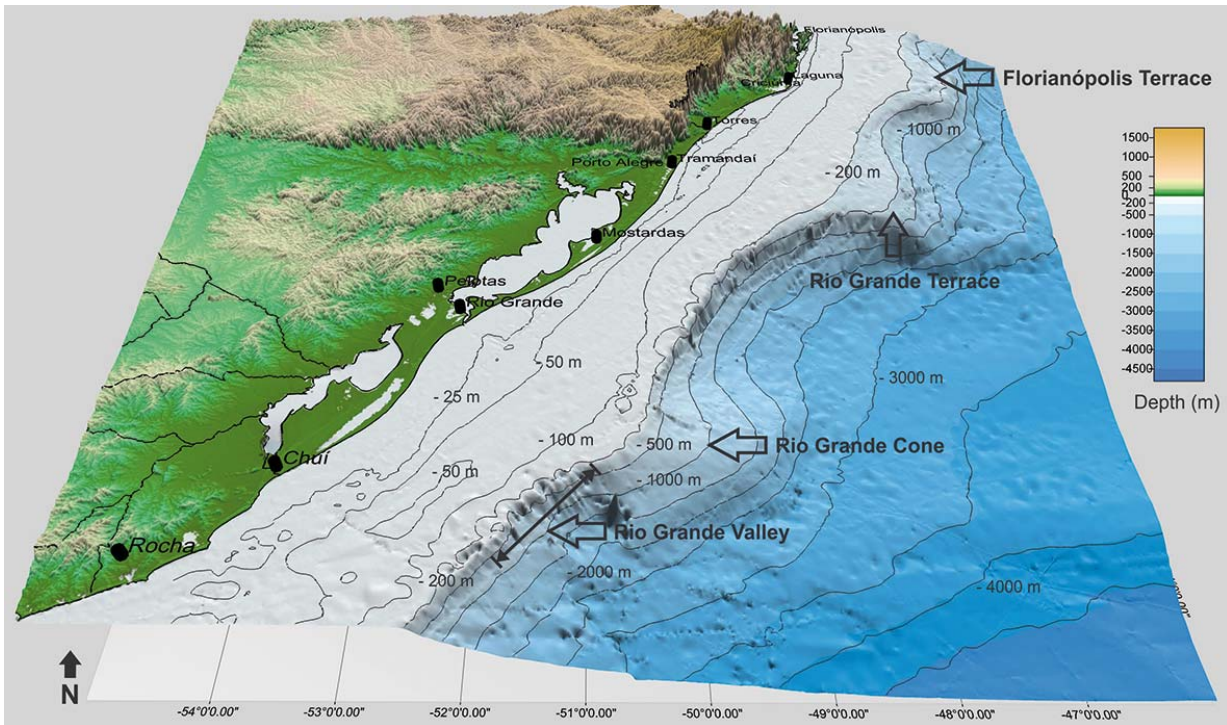 Florianópolis
Laguna
Criciúma
Florianópolis Terrace
Torres
- 1000 m
Porto Alegre
Tramandaí
- 200 m
1500
1000
500
200
0
-200
-500
-1000
-1500
-2000
-2500
-3000
-3500
-4000
-4500
Depth (m)
Mostardas
Rio Grande Terrace
Pelotas
Rio Grande
- 50 m
- 25 m
- 3000 m
- 100 m
- 500 m
Rio Grande Cone
Chuí
- 50 m
- 1000 m
Rio Grande Valley
Rocha
- 200 m
- 2000 m
- 4000 m
N
-54°0'0.00"
-53°0'0.00"
-52°0'0.00"
-51°0'0.00"
-50°0'0.00"
-49°0'0.00"
-48°0'0.00"
-47°0'0.00"